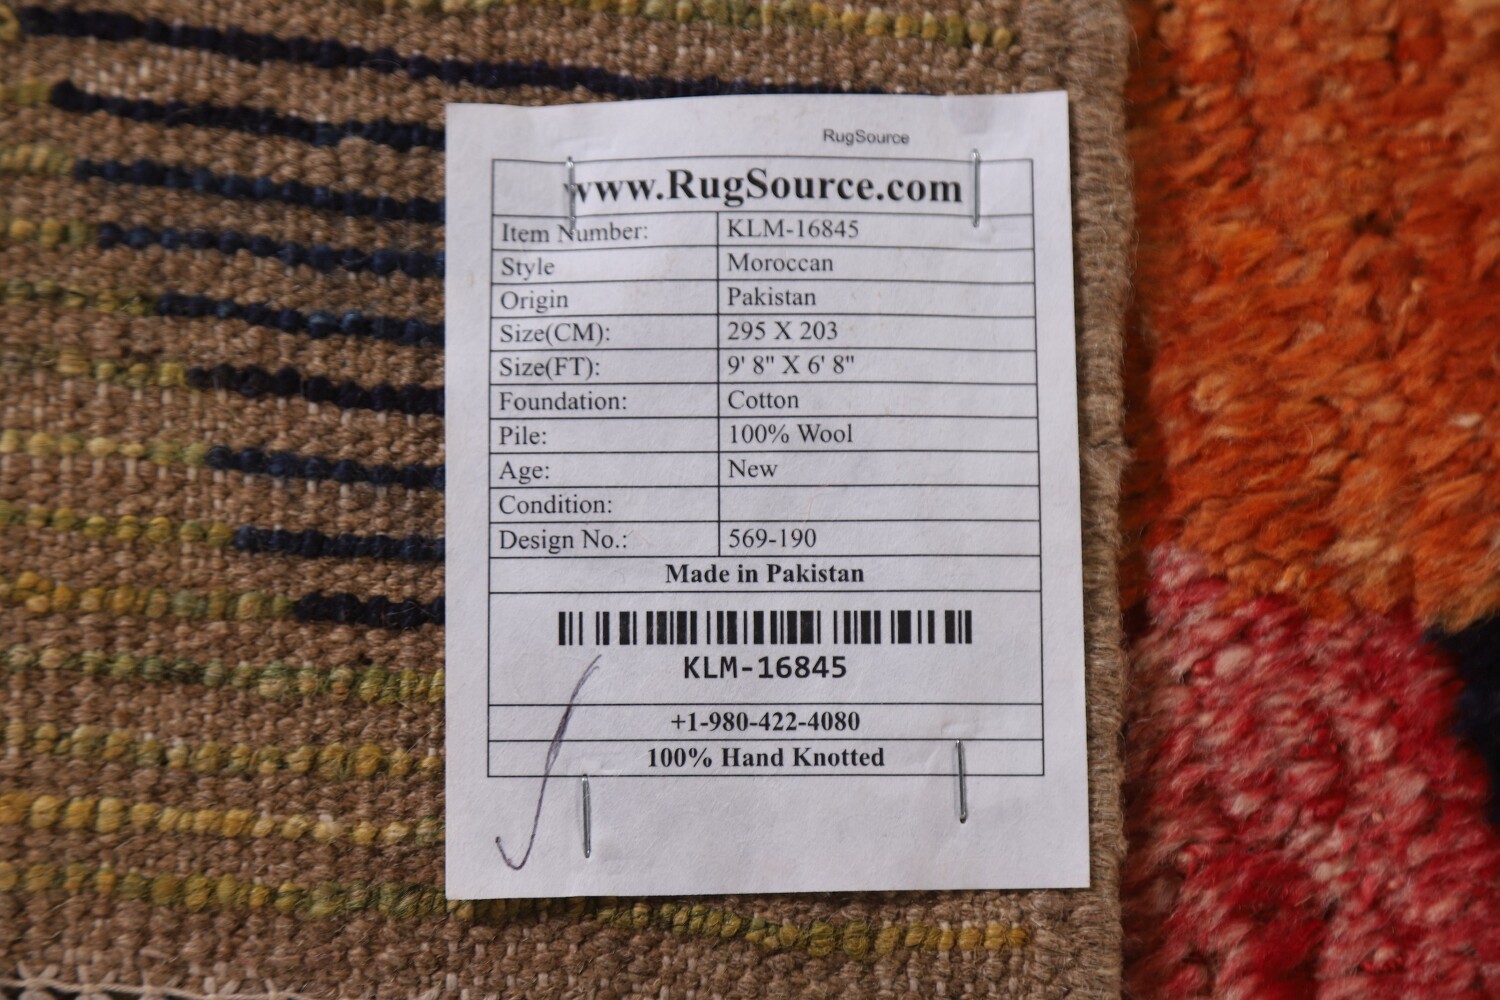 RugSource
www.RugSource.com
Item Number: KLM-16845
Style Moroccan
Origin Pakistan
Size(CM): 295 X 203
Size(FT): 9' 8" X 6' 8"
Foundation: Cotton
Pile: 100% Wool
Age: New
Condition:
Design No.: 569-190
Made in Pakistan
KLM-16845
+1-980-422-4080
100% Hand Knotted